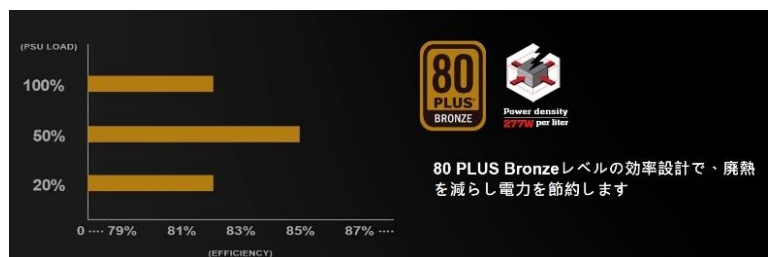 (PSU LOAD)
100%
50%
20%
0 ···· 79% 81% 83% 85% 87% ····
(EFFICIENCY)
80
PLUS
BRONZE
Power density
277W per liter
80 PLUS Bronzeレベルの効率設計で、廃熱
を減らし電力を節約します